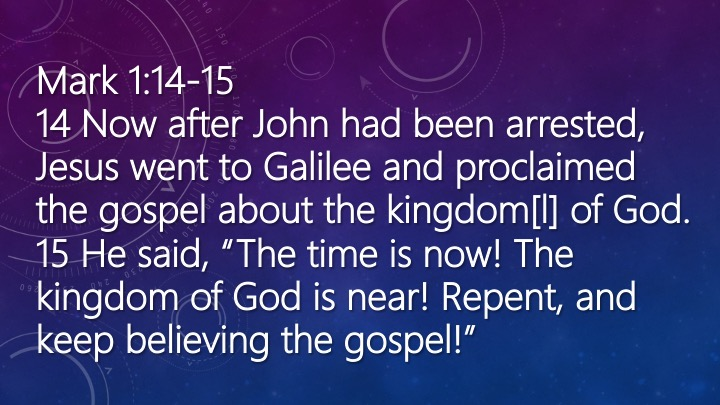 Mark 1:14-15
14 Now after John had been arrested,
Jesus went to Galilee and proclaimed
the gospel about the kingdom[l] of God.
15 He said, “The time is now! The
kingdom of God is near! Repent, and
keep believing the gospel!”